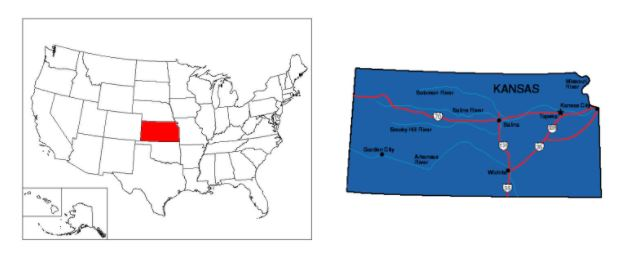 KANSAS
Missouri
River
Solomon River
Saline River
Kansas City
Topeka
70
Salina
Smoky Hill River
Garden City
Arkansas
River
Wichita
35